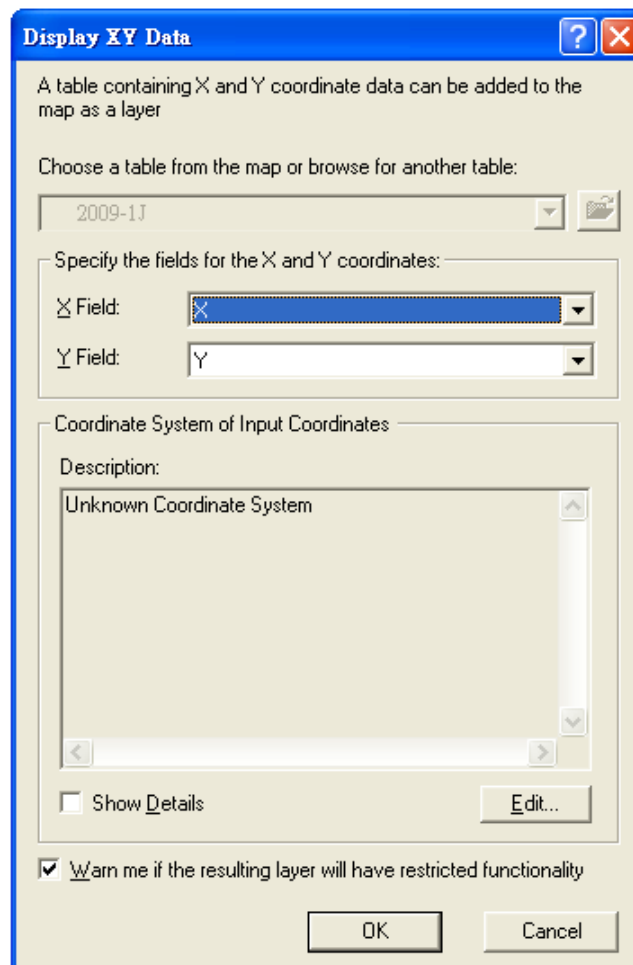 Display XY Data
A table containing X and Y coordinate data can be added to the
map as a layer
Choose a table from the map or browse for another table:
2009-1J
Specify the fields for the X and Y coordinates:
X Field:
X
Y Field:
Y
Coordinate System of Input Coordinates
Description:
Unknown Coordinate System
Show Details
Edit...
Warn me if the resulting layer will have restricted functionality
OK
Cancel